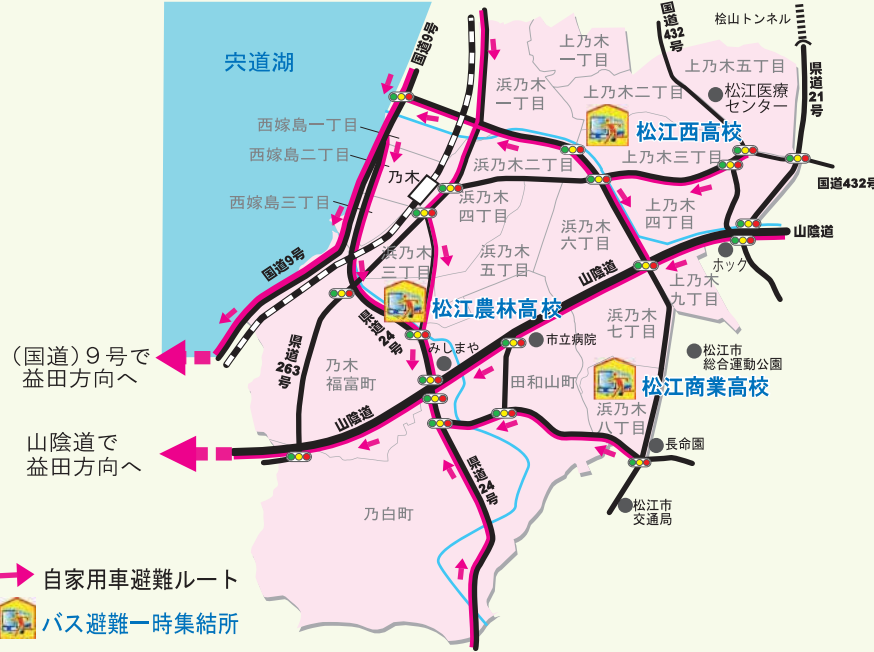 宍道湖
国道9号
国道
432
号
桧山トンネル
上乃木
一丁目
上乃木五丁目
県道21号
浜乃木
一丁目
上乃木二丁目
松江医療
センター
松江西高校
西嫁島一丁目
西嫁島二丁目
西嫁島三丁目
乃木
浜乃木二丁目
上乃木三丁目
国道432号
浜乃木
四丁目
上乃木
四丁目
浜乃木
六丁目
山陰道
浜乃木
三丁目
浜乃木
五丁目
国道9号
山陰道
ホック
上乃木
九丁目
松江農林高校
浜乃木
七丁目
県道24号
県道263号
みしまや
市立病院
(国道)9号で
益田方向へ
乃木
福富町
田和山町
松江市
総合運動公園
松江商業高校
浜乃木
八丁目
山陰道
山陰道で
益田方向へ
長命園
県道24号
松江市
交通局
乃白町
自家用車避難ルート
バス避難一時集結所